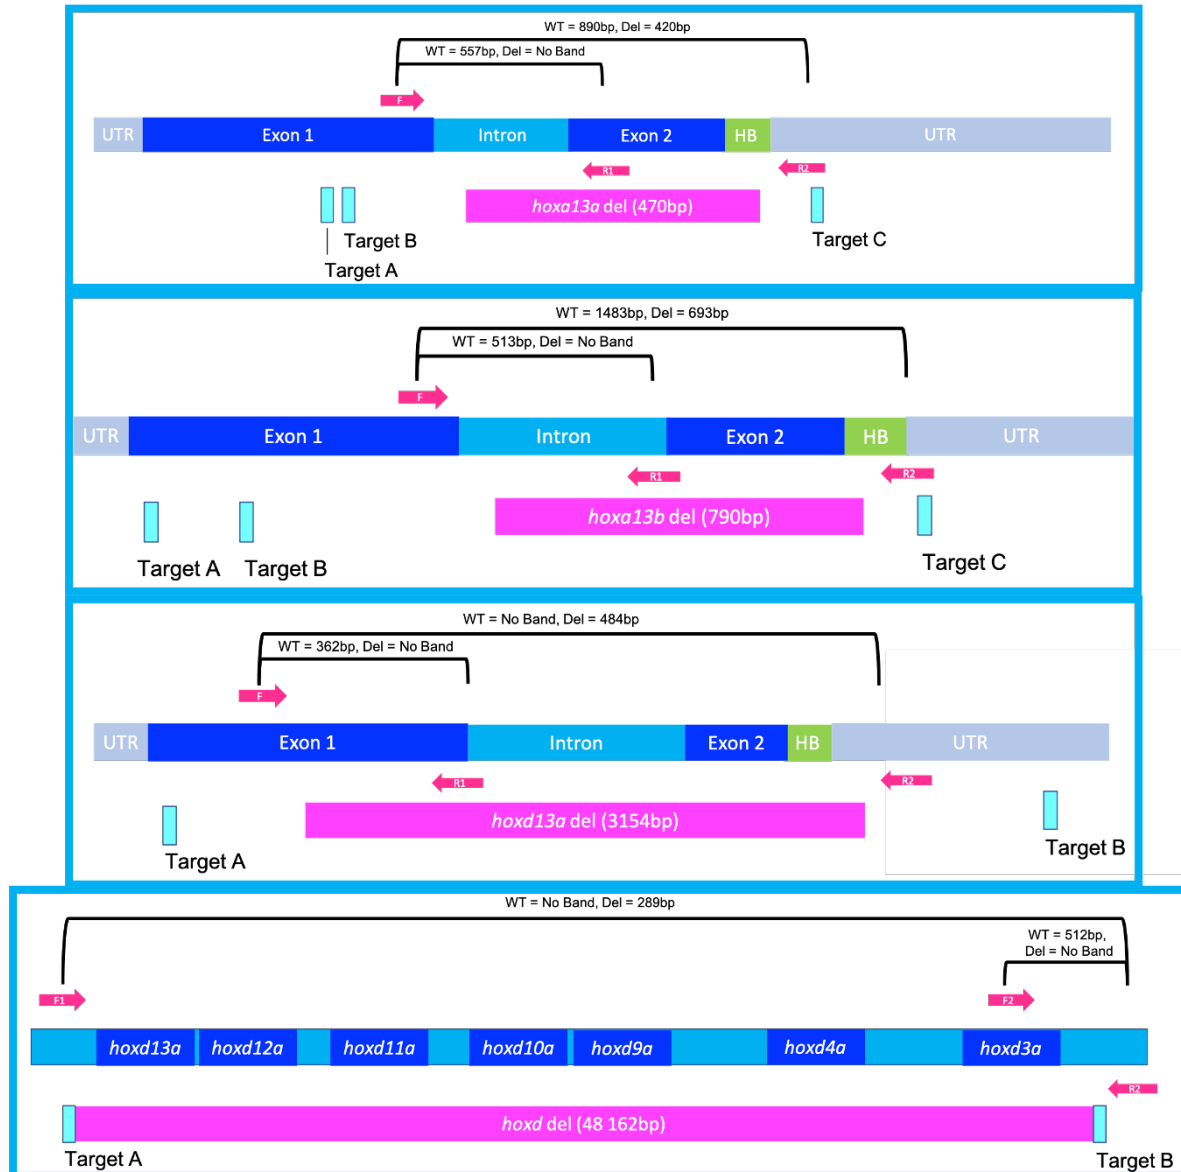 WT = 890bp, Del = 420bp
WT = 557bp, Del = No Band
F
UTR Exon 1 Intron Exon 2 HB UTR
R1 R2
hoxa13a del (470bp)
Target B Target C
Target A
WT = 1483bp, Del = 693bp
WT = 513bp, Del = No Band
F
UTR Exon 1 Intron Exon 2 HB UTR
R1 R2
hoxa13b del (790bp)
Target A Target B Target C
WT = No Band, Del = 484bp
WT = 362bp, Del = No Band
F
UTR Exon 1 Intron Exon 2 HB UTR
R1 R2
hoxd13a del (3154bp)
Target A Target B
WT = No Band, Del = 289bp
WT = 512bp,
Del = No Band
F1 F2
hoxd13a hoxd12a hoxd11a hoxd10a hoxd9a hoxd4a hoxd3a
R2
hoxd del (48 162bp)
Target A Target B